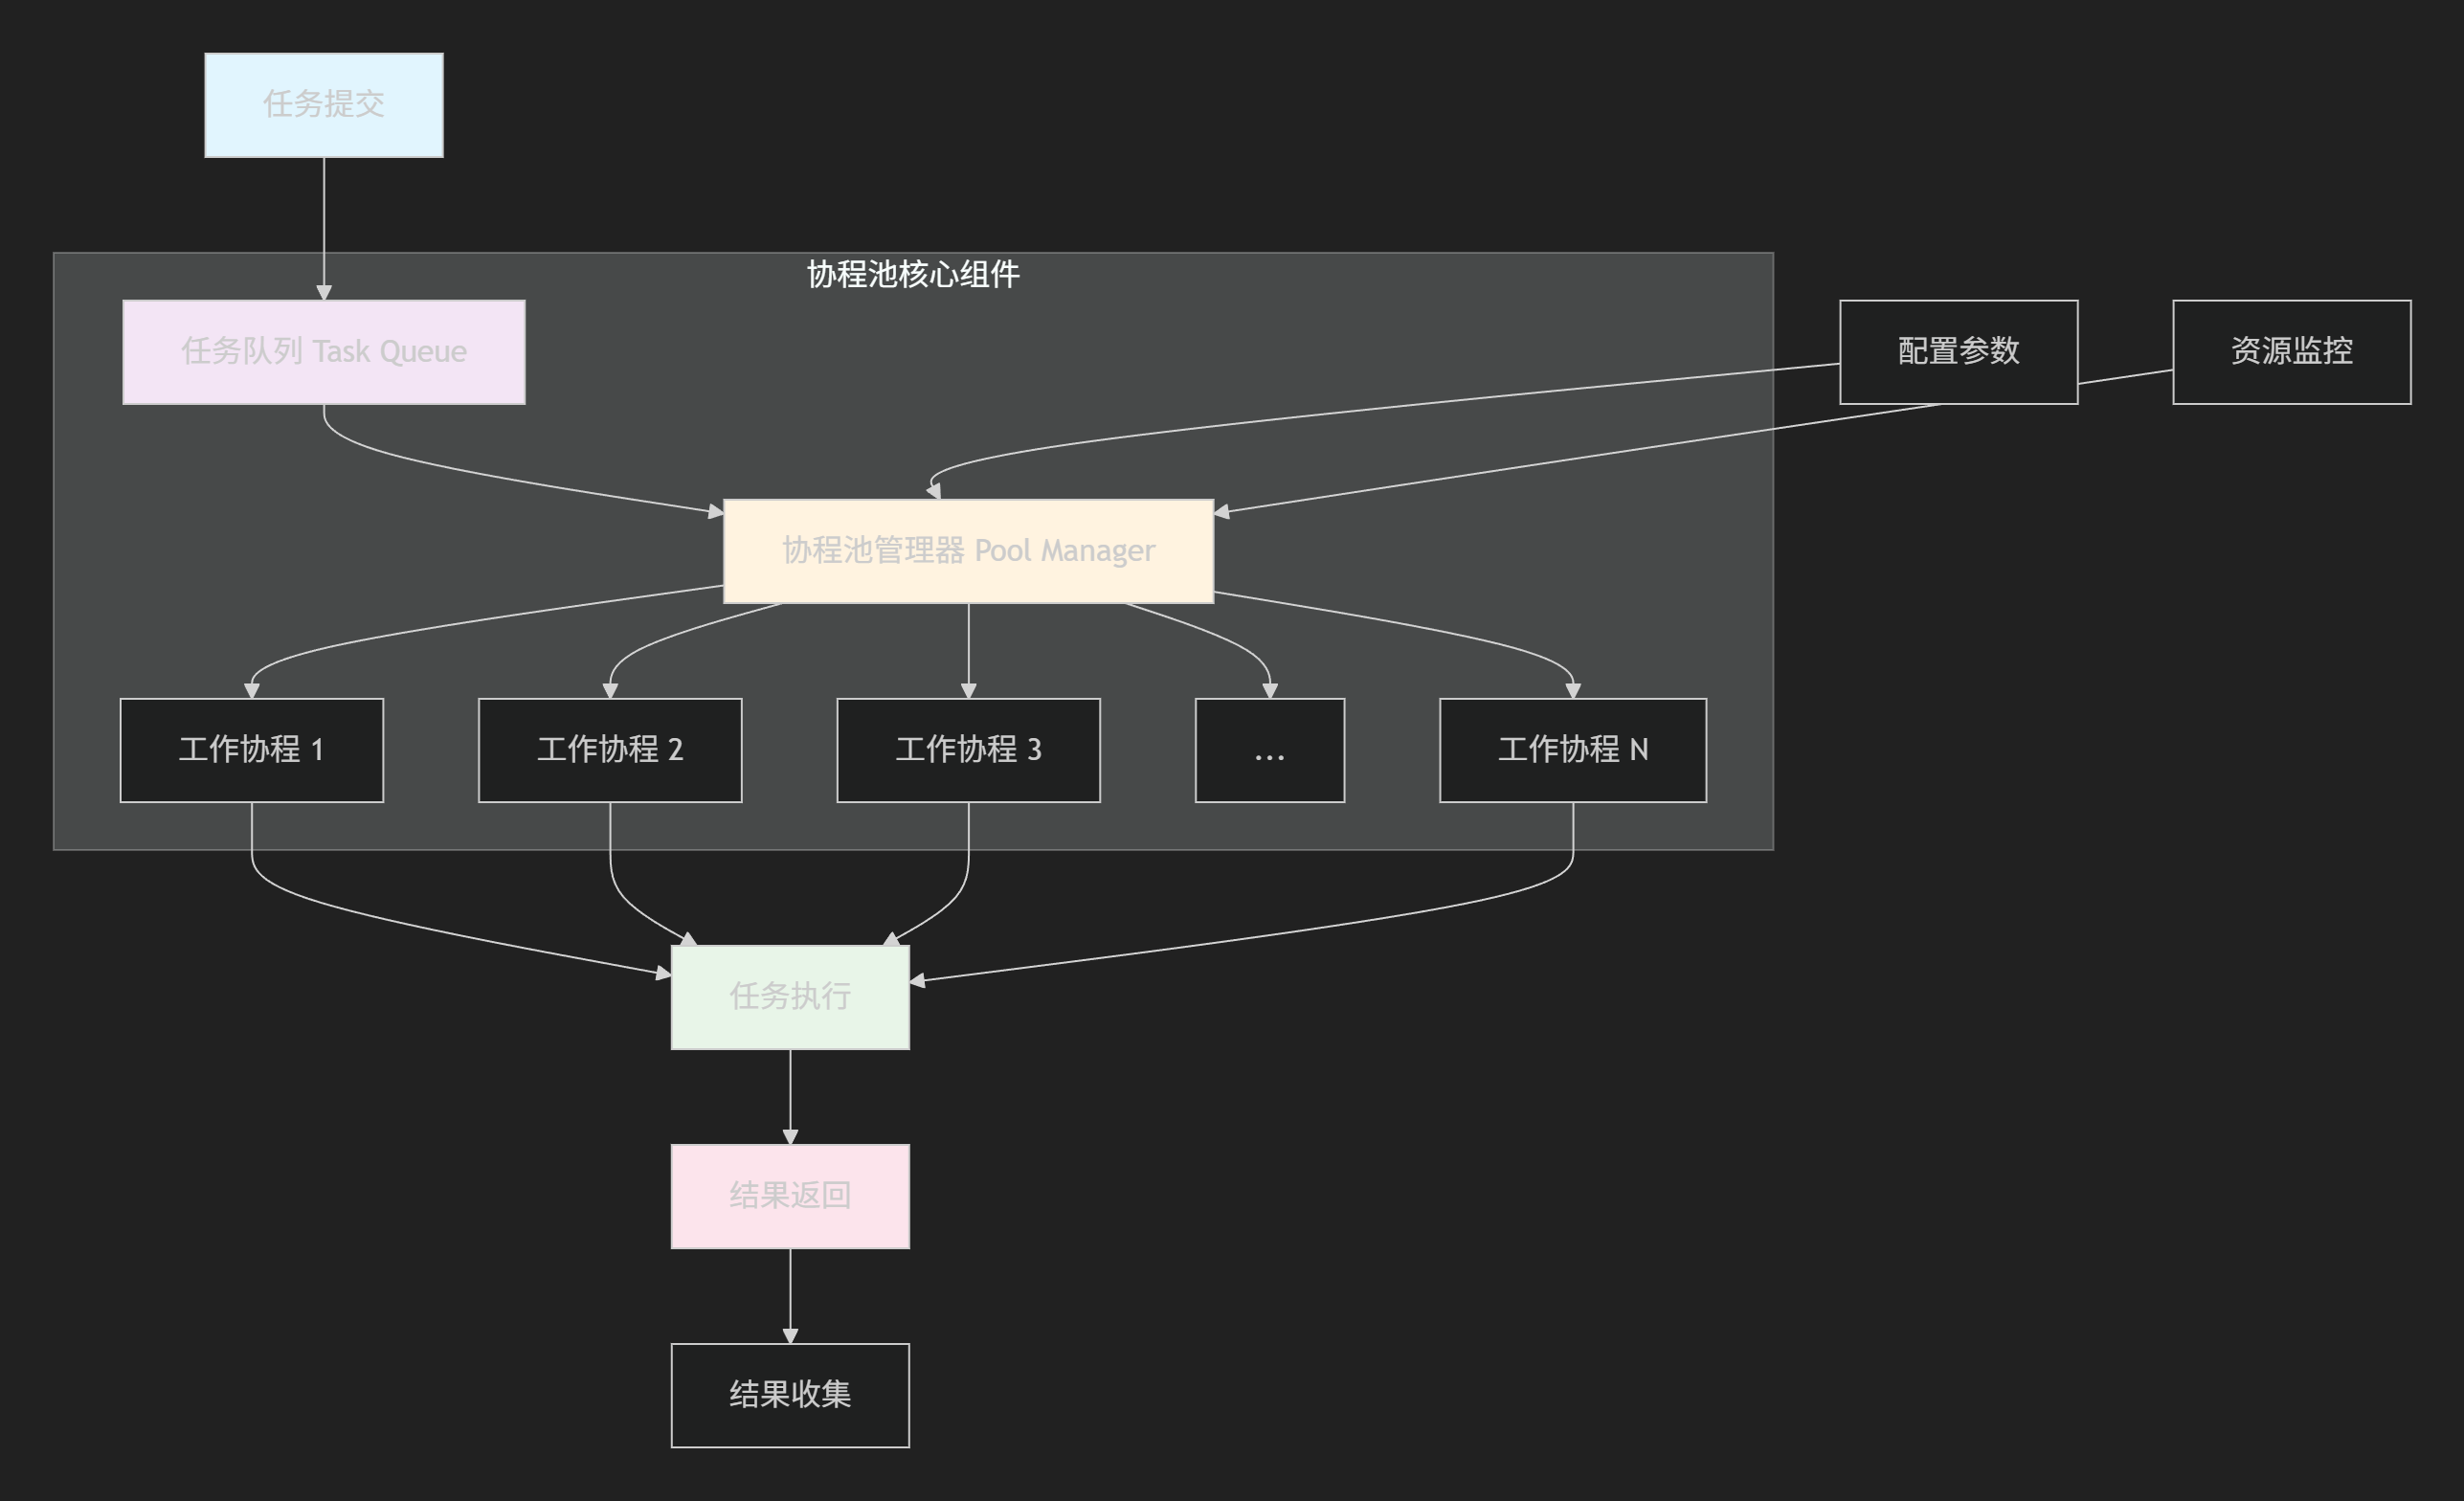 任务提交
协程池核心组件
任务队列 Task Queue
配置参数
资源监控
协程池管理器 Pool Manager
工作协程 1
工作协程 2
工作协程 3
...
工作协程 N
任务执行
结果返回
结果收集